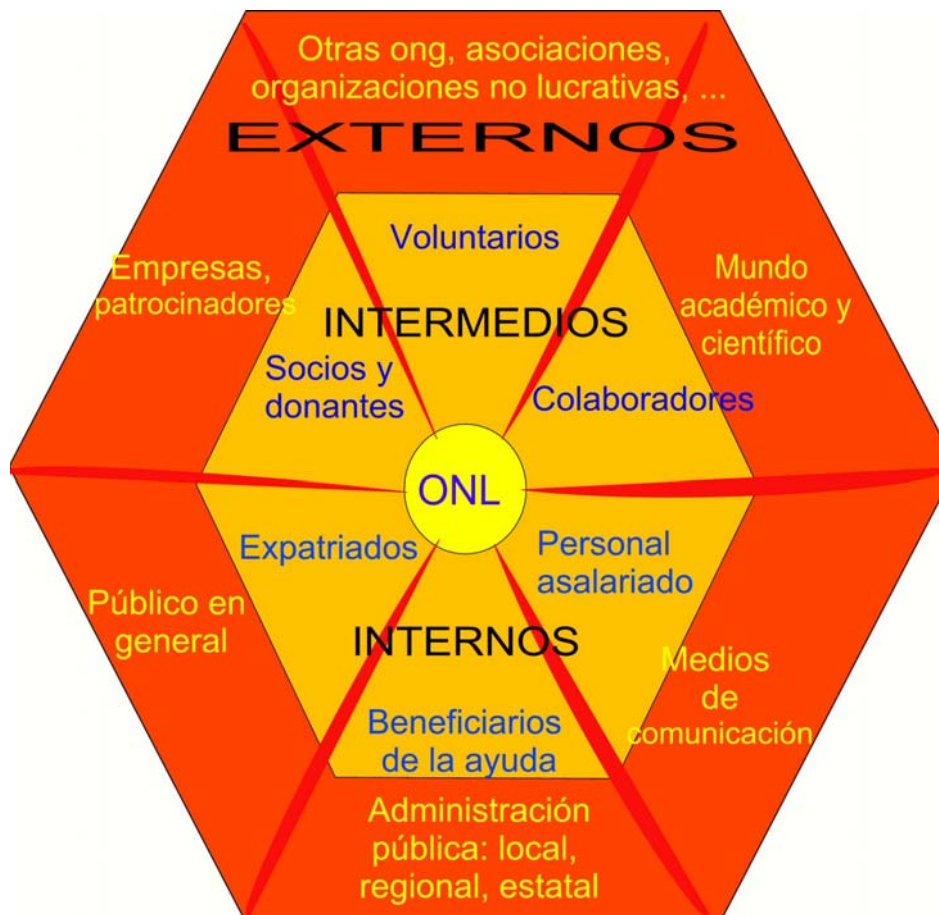 Otras ong, asociaciones,
organizaciones no lucrativas, ...
EXTERNOS
Voluntarios
Empresas,
patrocinadores
Mundo
académico y
científico
INTERMEDIOS
Socios y
donantes
Colaboradores
ONL
Expatriados
Personal
asalariado
Público en
general
INTERNOS
Medios
de
comunicación
Beneficiarios
de la ayuda
Administración
pública: local,
regional, estatal